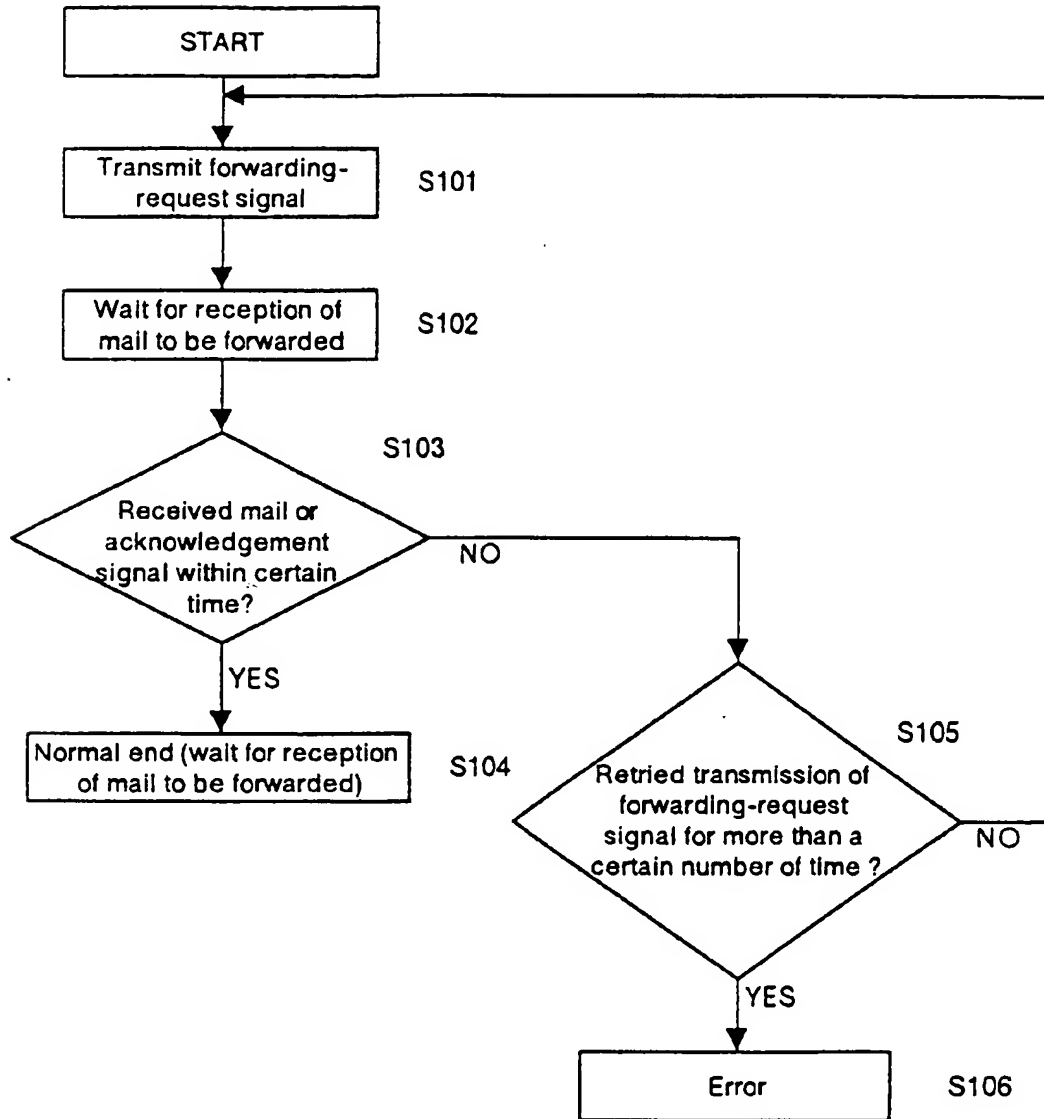 START
Transmit forwarding-
request signal
S101
Wait for reception of
mail to be forwarded
S102
S103
Received mail or
acknowledgement
signal within certain
time?
NO
YES
Normal end (wait for reception
of mail to be forwarded)
S104
S105
Retried transmission of
forwarding-request
signal for more than a
certain number of time ?
NO
YES
Error
S106